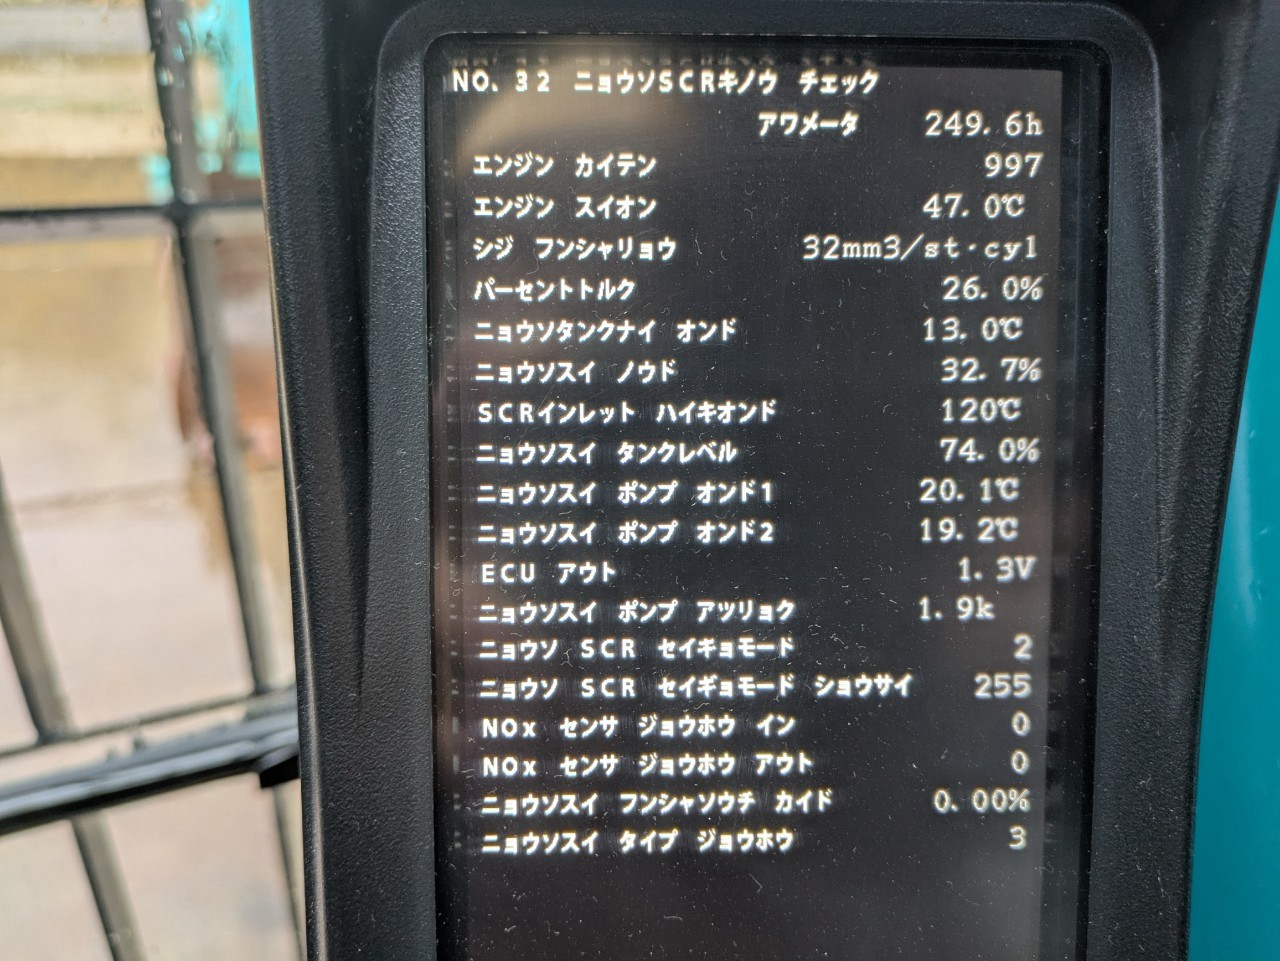 NO. 32 ニョウソSCRキノウ チェック
アワメータ 249. 6h
エンジン カイテン 997
エンジン スイオン 47. 0℃
シジ フンシャリョウ 32mm3/st·cyl
パーセントトルク 26. 0%
ニョウソタンクナイ オンド 13. 0℃
ニョウソスイ ノウド 32. 7%
SCRインレット ハイキオンド 120℃
ニョウソスイ タンクレベル 74. 0%
ニョウソスイ ポンプ オンド1 20. 1℃
ニョウソスイ ポンプ オンド2 19. 2℃
ECU アウト 1. 3V
ニョウソスイ ポンプ アツリョク 1. 9k
ニョウソ SCR セイギョモード 2
ニョウソ SCR セイギョモード ショウサイ 255
NOx センサ ジョウホウ イン 0
NOx センサ ジョウホウ アウト 0
ニョウソスイ フンシャソウチ カイド 0. 00%
ニョウソスイ タイプ ジョウホウ 3